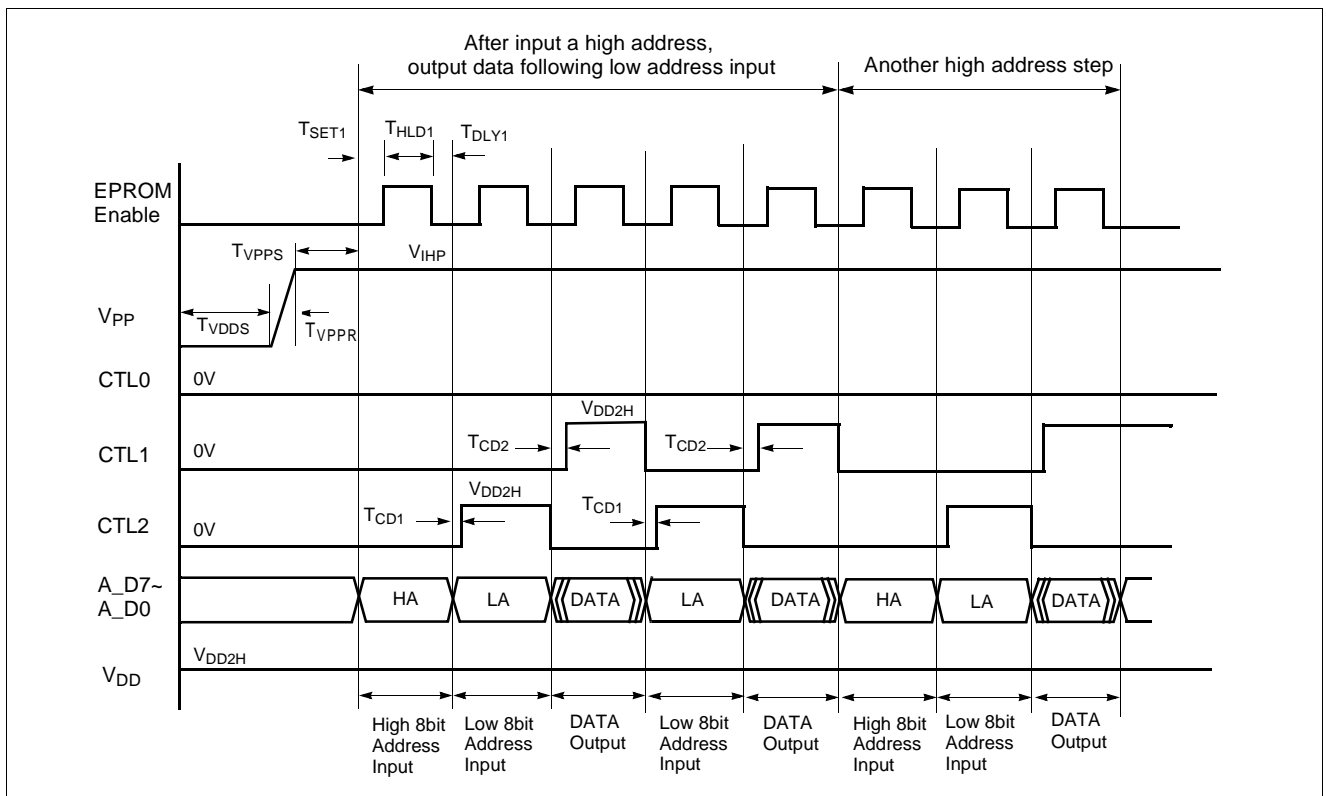 After input a high address,
output data following low address input
Another high address step
TSET1
THLD1
TDLY1
EPROM
Enable
TVPPS
VIHP
VPP
TVDDS
TVPPR
CTL0
0V
VDD2H
TCD2
TCD2
CTL1
0V
VDD2H
TCD1
TCD1
CTL2
0V
A_D7~
A_D0
HA
LA
DATA
LA
DATA
HA
LA
DATA
VDD2H
VDD
High 8bit
Address
Input
Low 8bit
Address
Input
DATA
Output
Low 8bit
Address
Input
DATA
Output
High 8bit
Address
Input
Low 8bit
Address
Input
DATA
Output